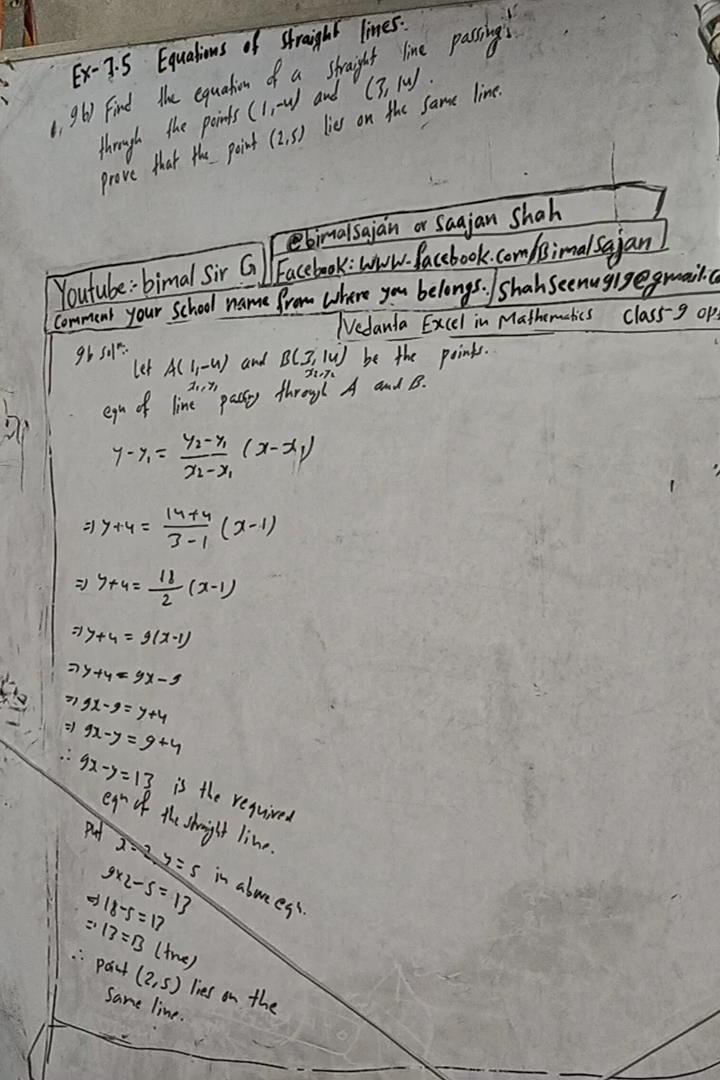 Ex-7.5 Equations of straight lines.
9b) Find the equation of a straight line passing
through the points (1,-4) and (3, 14).
prove that the point (2,5) lies on the same line.
@bimalsajan or Saajan Shah
Youtube:- bimal Sir G
Facebook: www.facebook.com/Bimalsajan
Comment your School name from where you belongs. / Shahseenu919@gmail.c
Vedanta Excel in Mathematics Class-9 op
9b solⁿ:
Let A(1,-4) and B(3, 14) be the points.
x₁,y₁ x₂,y₂
eqn of line passing through A and B.
y-y₁ = (y₂-y₁)/(x₂-x₁) (x-x₁)
⇒ y+4 = (14+4)/(3-1) (x-1)
⇒ y+4 = 18/2 (x-1)
⇒ y+4 = 9(x-1)
⇒ y+4 = 9x-9
⇒ 9x-9 = y+4
⇒ 9x-y = 9+4
∴ 9x-y=13 is the required
eqn of the straight line.
Put x=2, y=5 in above eqn.
9×2-5=13
⇒ 18-5=13
⇒ 13=13 (true)
∴ point (2,5) lies on the
same line.